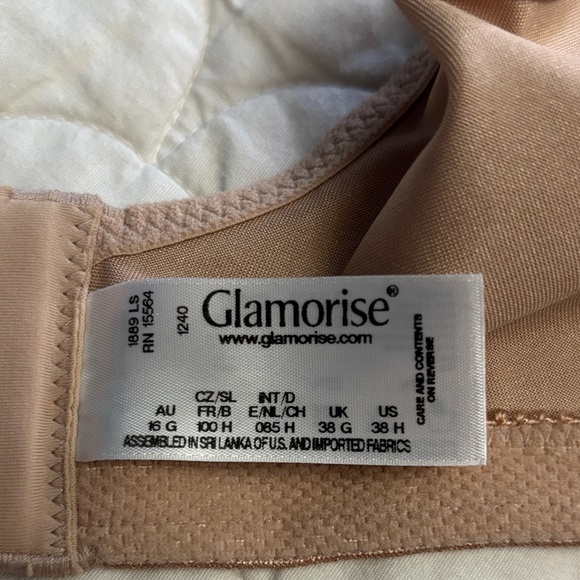 1889 Ls
RN 15564
1240
Glamorise®
www.glamorise.com
CARE AND CONTENTS
ON REVERSE
CZ/SL INT/D
AU FR/B E/NL/CH UK US
16 G 100 H 085 H 38 G 38 H
ASSEMBLED IN SRI LANKA OF U.S. AND IMPORTED FABRICS